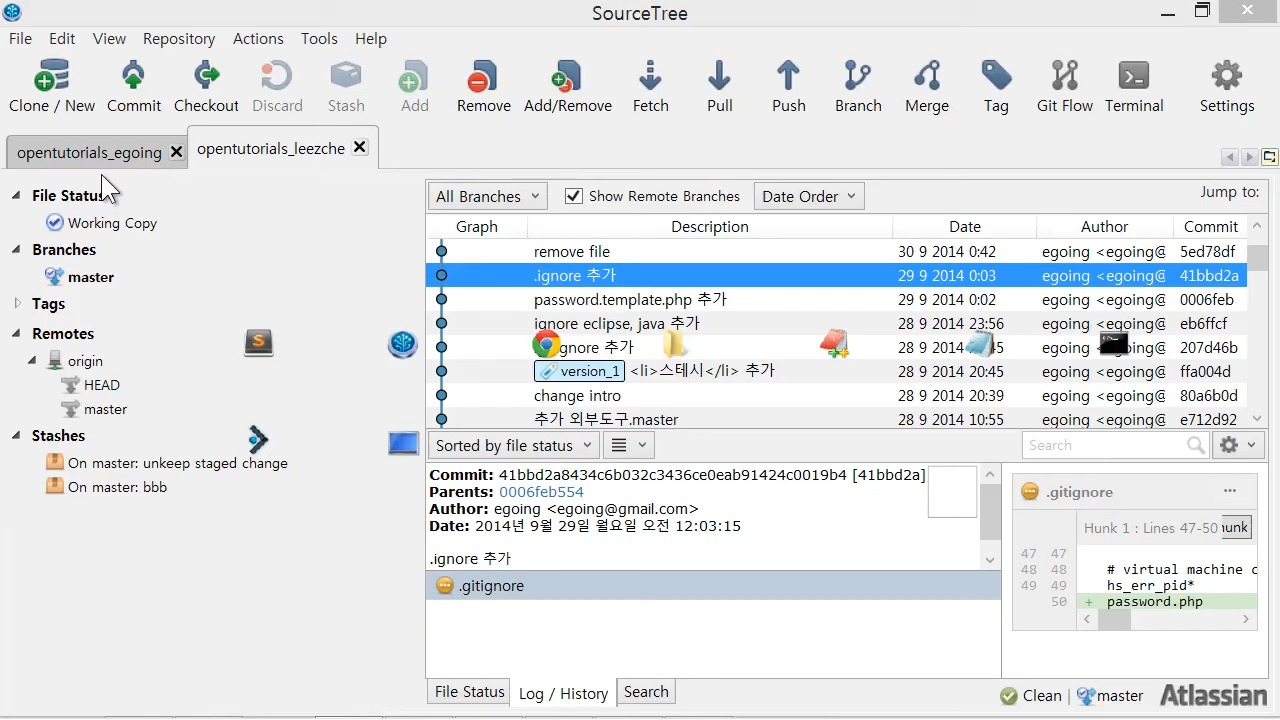 SourceTree
File Edit View Repository Actions Tools Help
Clone / New Commit Checkout Discard Stash Add Remove Add/Remove Fetch Pull Push Branch Merge Tag Git Flow Terminal Settings
opentutorials_egoing opentutorials_leezche
File Status
Working Copy
Branches
master
Tags
Remotes
origin
HEAD
master
Stashes
On master: unkeep staged change
On master: bbb
All Branches Show Remote Branches Date Order Jump to:
Graph Description Date Author Commit
remove file 30 9 2014 0:42 egoing <egoing@ 5ed78df
.ignore 추가 29 9 2014 0:03 egoing <egoing@ 41bbd2a
password.template.php 추가 29 9 2014 0:02 egoing <egoing@ 0006feb
ignore eclipse, java 추가 28 9 2014 23:56 egoing <egoing@ eb6ffcf
gnore 추가 28 9 2014 45 egoing <egoing@ 207d46b
version_1 <li>스테시</li> 추가 28 9 2014 20:45 egoing <egoing@ ffa004d
change intro 28 9 2014 20:39 egoing <egoing@ 80a6b0d
추가 외부도구.master 28 9 2014 10:55 egoing <egoing@ e712d92
Sorted by file status Search
Commit: 41bbd2a8434c6b032c3436ce0eab91424c0019b4 [41bbd2a]
Parents: 0006feb554
Author: egoing <egoing@gmail.com>
Date: 2014년 9월 29일 월요일 오전 12:03:15
.ignore 추가
.gitignore
.gitignore ...
Hunk 1 : Lines 47-50 hunk
47 47
48 48 # virtual machine c
49 49 hs_err_pid*
50 + password.php
File Status Log / History Search
Clean master Atlassian